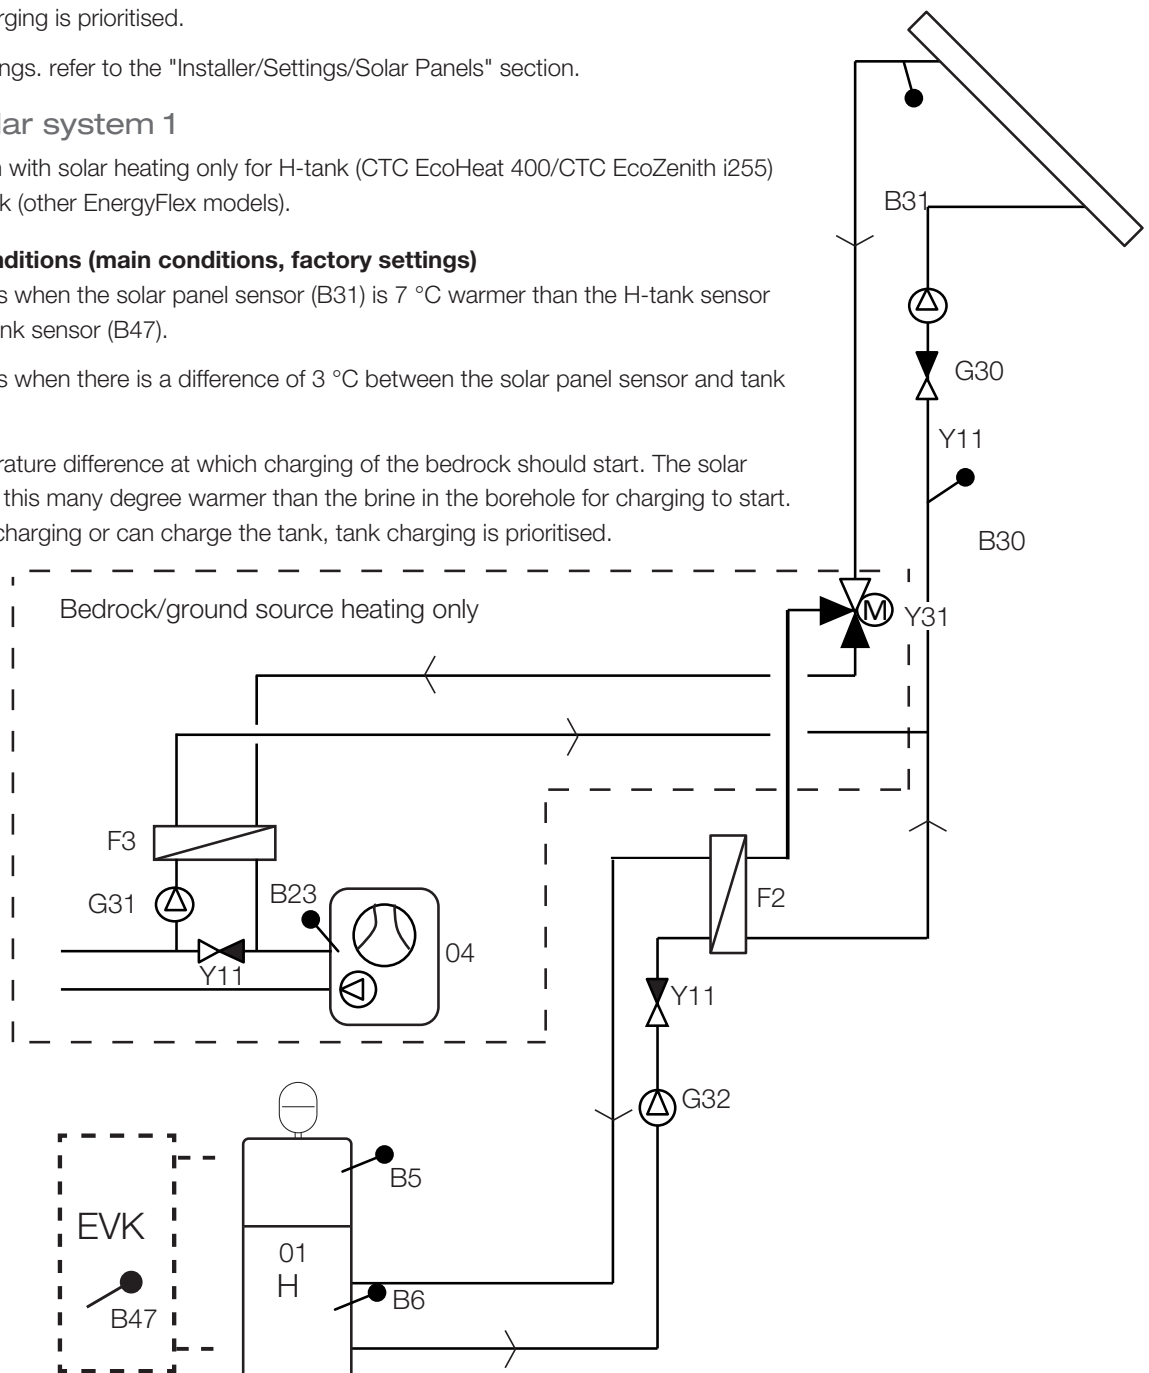 rging is prioritised.
ngs. refer to the "Installer/Settings/Solar Panels" section.
lar system 1
n with solar heating only for H-tank (CTC EcoHeat 400/CTC EcoZenith i255)
k (other EnergyFlex models).
nditions (main conditions, factory settings)
s when the solar panel sensor (B31) is 7 °C warmer than the H-tank sensor
nk sensor (B47).
s when there is a difference of 3 °C between the solar panel sensor and tank
rature difference at which charging of the bedrock should start. The solar
this many degree warmer than the brine in the borehole for charging to start.
charging or can charge the tank, tank charging is prioritised.
B31
G30
Y11
B30
Bedrock/ground source heating only
M
Y31
F3
G31
B23
04
Y11
F2
Y11
G32
B5
EVK
01
H
B6
B47